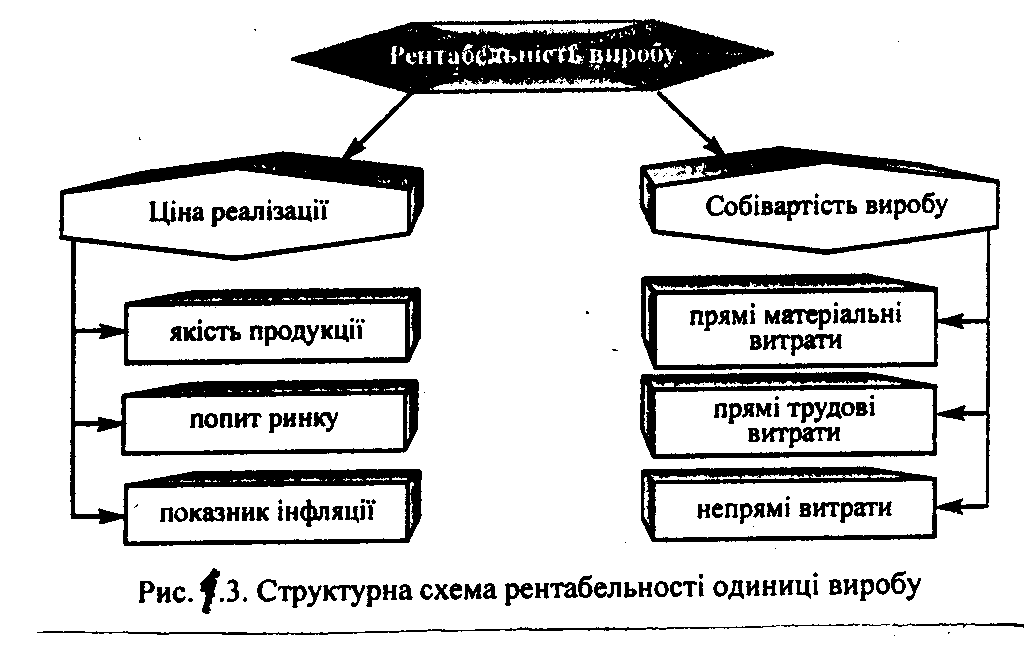 Рентабельність виробу
Ціна реалізації
якість продукції
попит ринку
показник інфляції
Собівартість виробу
прямі матеріальні
витрати
прямі трудові
витрати
непрямі витрати
Рис. .3. Структурна схема рентабельності одиниці виробу